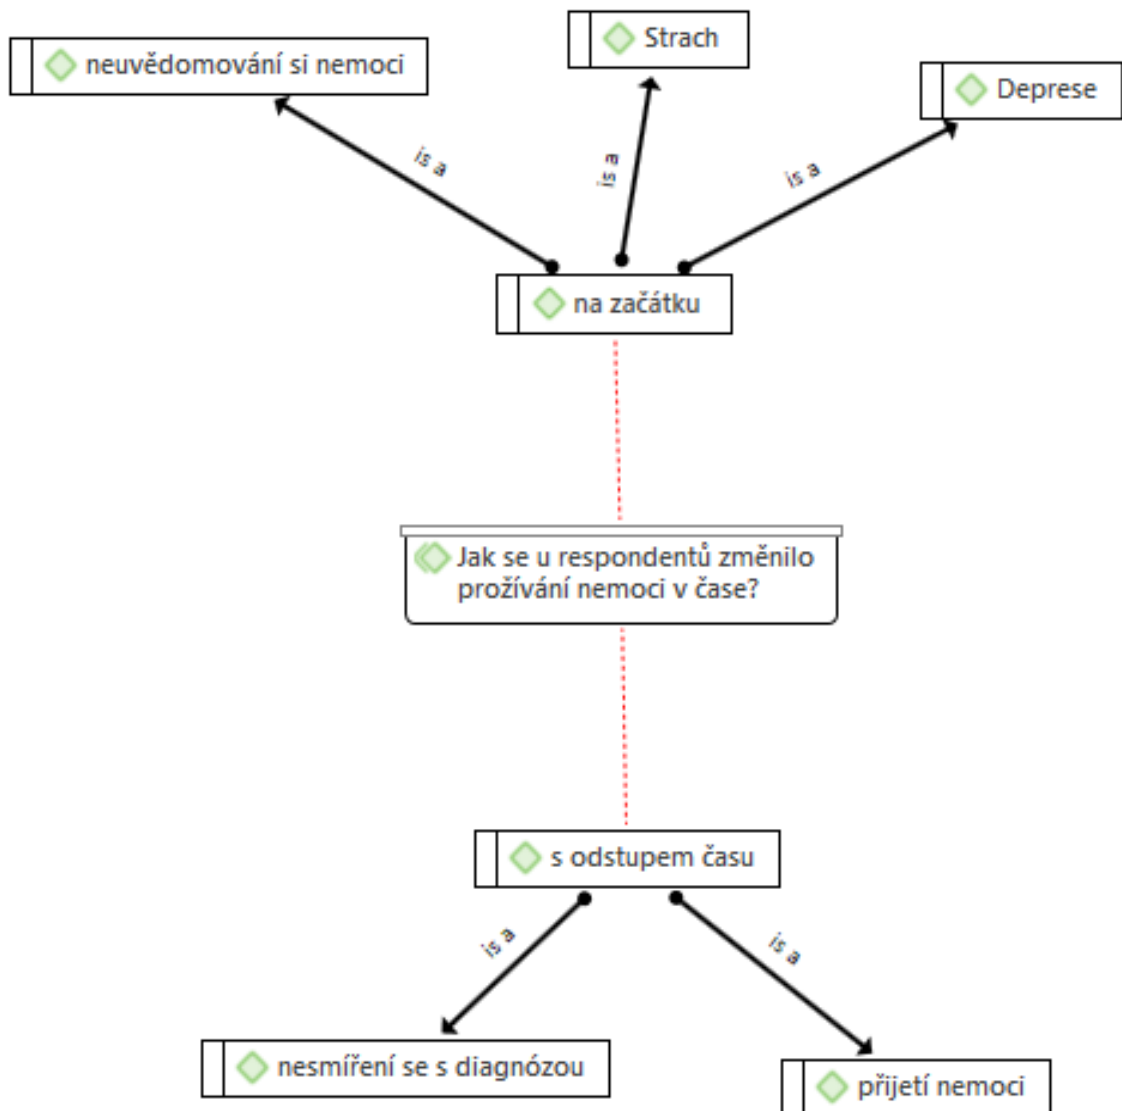 Strach
neuvědomování si nemoci
Deprese
is a
is a
is a
na začátku
Jak se u respondentů změnilo
prožívání nemoci v čase?
s odstupem času
is a
is a
nesmíření se s diagnózou
přijetí nemoci